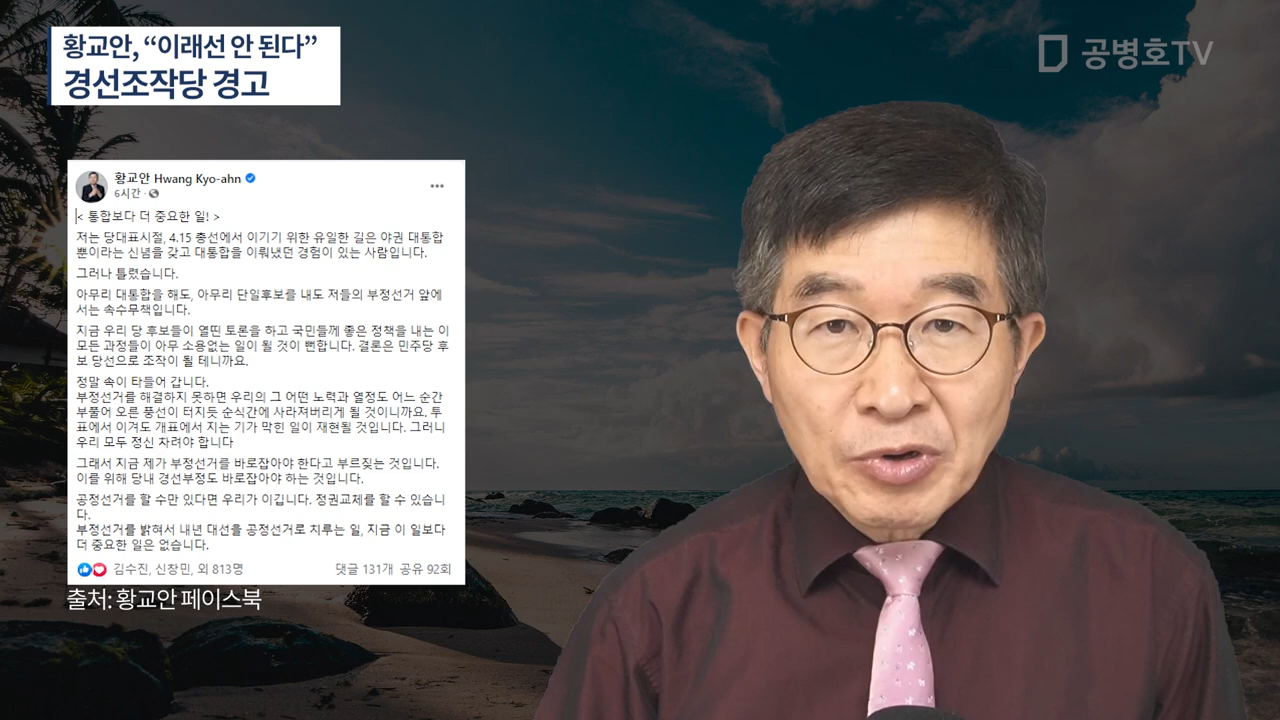 황교안, “이래선 안 된다”
경선조작당 경고
공병호TV
황교안 Hwang Kyo-ahn
6시간 ·
< 통합보다 더 중요한 일! >
저는 당대표시절, 4.15 총선에서 이기기 위한 유일한 길은 야권 대통합
뿐이라는 신념을 갖고 대통합을 이뤄냈던 경험이 있는 사람입니다.
그러나 틀렸습니다.
아무리 대통합을 해도, 아무리 단일후보를 내도 저들의 부정선거 앞에
서는 속수무책입니다.
지금 우리 당 후보들이 열띤 토론을 하고 국민들께 좋은 정책을 내는 이
모든 과정들이 아무 소용없는 일이 될 것이 뻔합니다. 결론은 민주당 후
보 당선으로 조작이 될 테니까요.
정말 속이 타들어 갑니다.
부정선거를 해결하지 못하면 우리의 그 어떤 노력과 열정도 어느 순간
부풀어 오른 풍선이 터지듯 순식간에 사라져버리게 될 것이니까요. 투
표에서 이겨도 개표에서 지는 기가 막힌 일이 재현될 것입니다. 그러니
우리 모두 정신 차려야 합니다
그래서 지금 제가 부정선거를 바로잡아야 한다고 부르짖는 것입니다.
이를 위해 당내 경선부정도 바로잡아야 하는 것입니다.
공정선거를 할 수만 있다면 우리가 이깁니다. 정권교체를 할 수 있습니
다.
부정선거를 밝혀서 내년 대선을 공정선거로 치루는 일, 지금 이 일보다
더 중요한 일은 없습니다.
김수진, 신창민, 외 813명 댓글 131개 공유 92회
출처: 황교안 페이스북